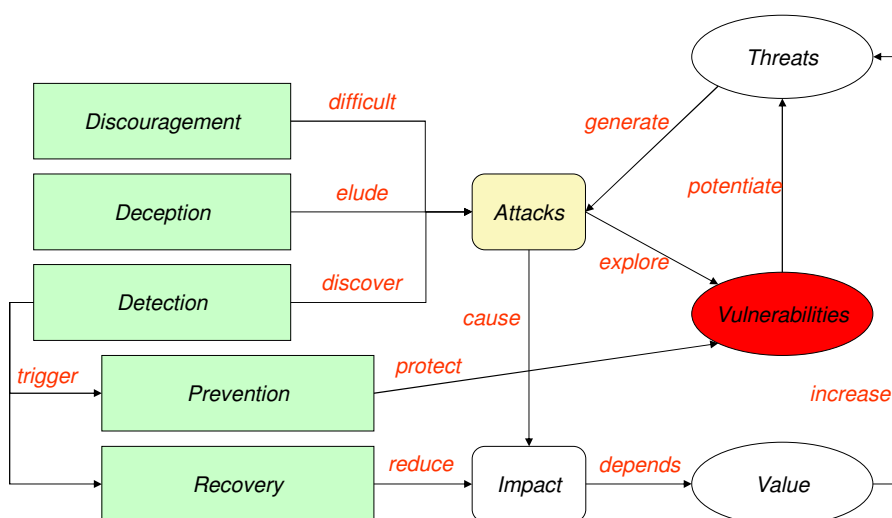 Threats
difficult
Discouragement
generate
potentiate
elude
Deception
Attacks
explore
discover
Detection
cause
Vulnerabilities
trigger
protect
Prevention
increase
reduce
depends
Recovery
Impact
Value